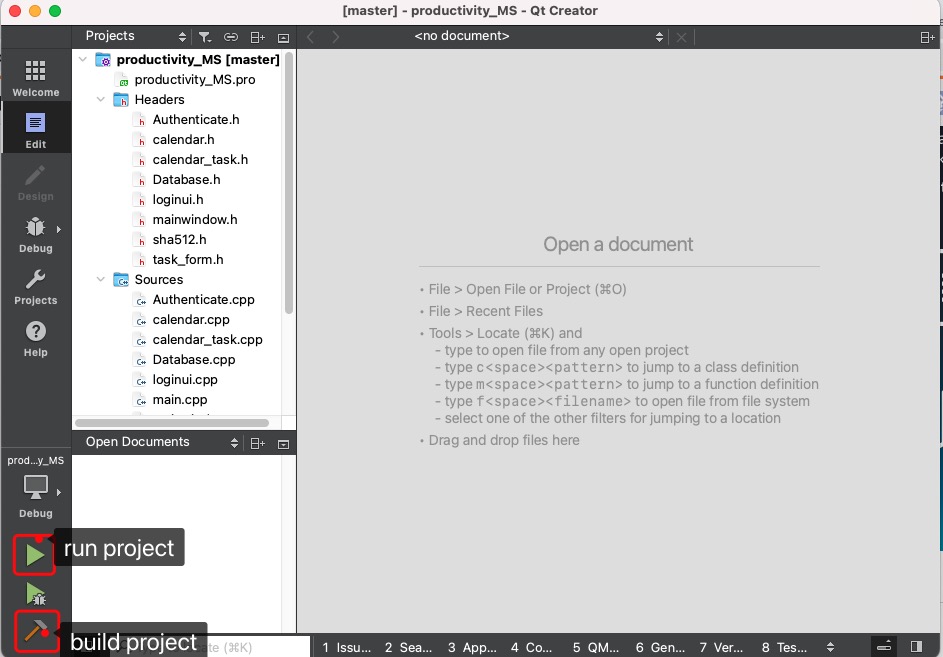 [master] - productivity_MS - Qt Creator
Projects
<no document>
Welcome
Edit
Design
Debug
Projects
Help
productivity_MS [master]
productivity_MS.pro
Headers
Authenticate.h
calendar.h
calendar_task.h
Database.h
loginui.h
mainwindow.h
sha512.h
task_form.h
Sources
Authenticate.cpp
calendar.cpp
calendar_task.cpp
Database.cpp
loginui.cpp
main.cpp
Open a document
• File > Open File or Project (⌘O)
• File > Recent Files
• Tools > Locate (⌘K) and
- type to open file from any open project
- type c<space><pattern> to jump to a class definition
- type m<space><pattern> to jump to a function definition
- type f<space><filename> to open file from file system
- select one of the other filters for jumping to a location
• Drag and drop files here
Open Documents
prod...y_MS
Debug
run project
build project
(⌘K)
1 Issu... 2 Sea... 3 App... 4 Co... 5 QM... 6 Gen... 7 Ver... 8 Tes...